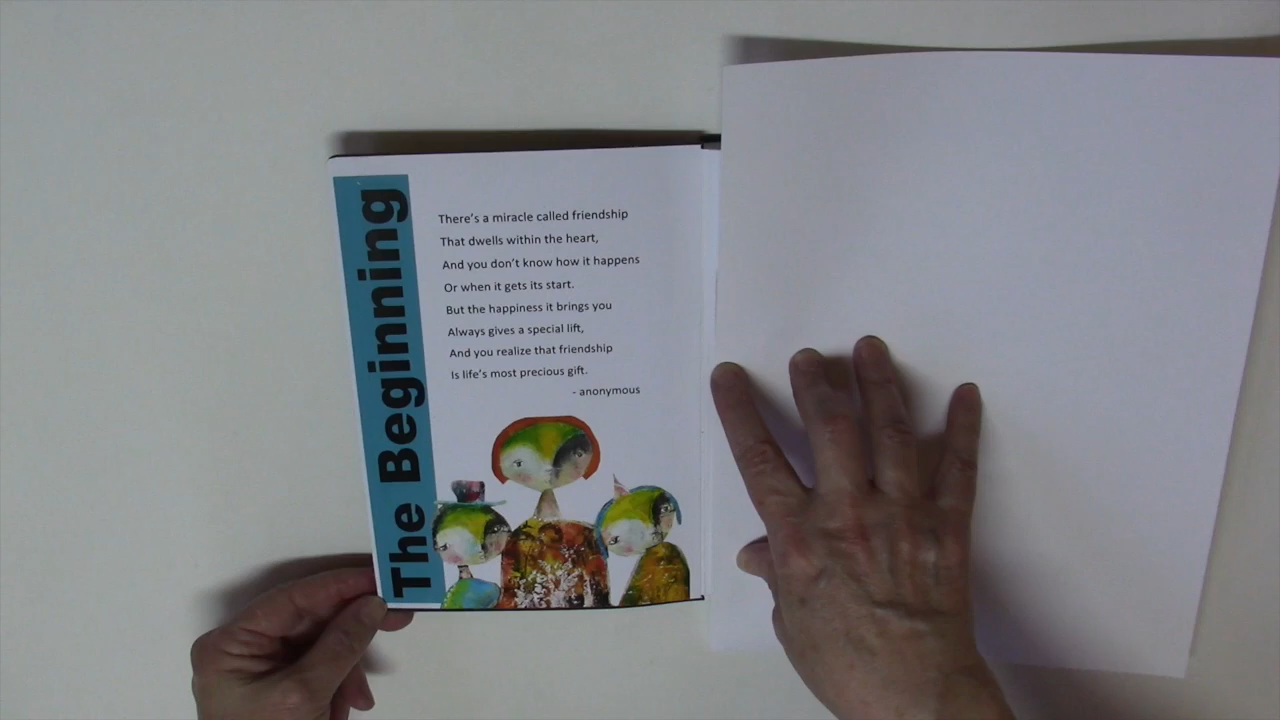 The Beginning
There's a miracle called friendship
That dwells within the heart,
And you don't know how it happens
Or when it gets its start.
But the happiness it brings you
Always gives a special lift,
And you realize that friendship
Is life's most precious gift.
- anonymous